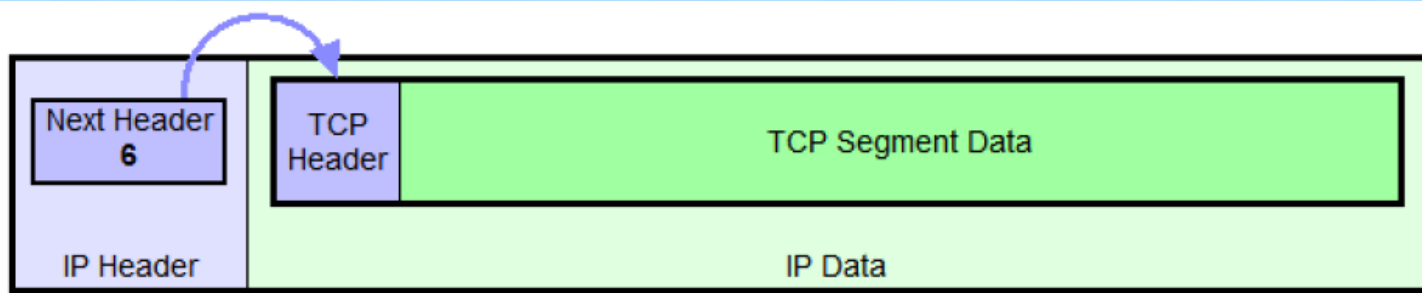 Next Header
6
TCP
Header
TCP Segment Data
IP Header
IP Data